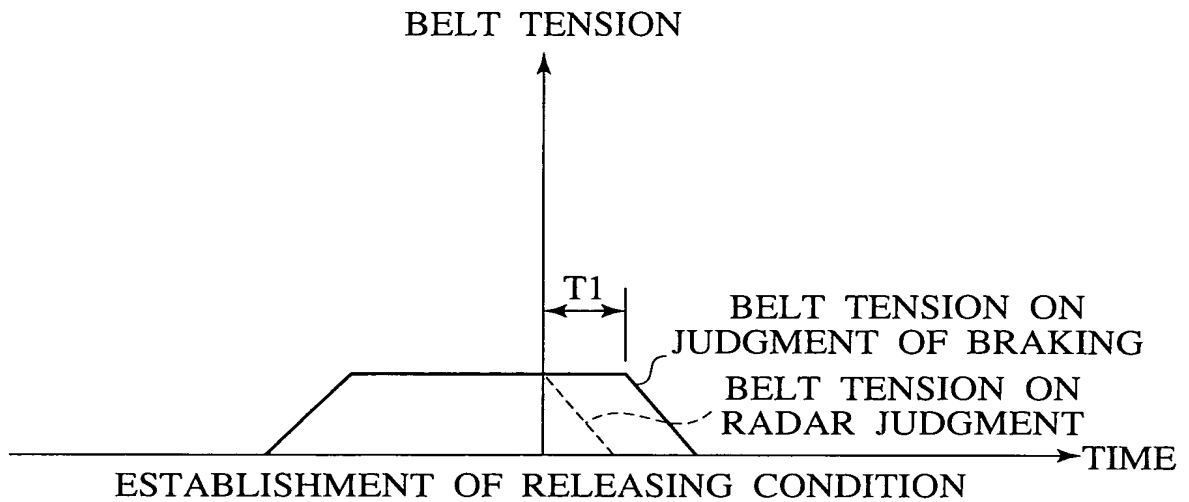 BELT TENSION
T1
BELT TENSION ON
JUDGMENT OF BRAKING
BELT TENSION ON
RADAR JUDGMENT
TIME
ESTABLISHMENT OF RELEASING CONDITION